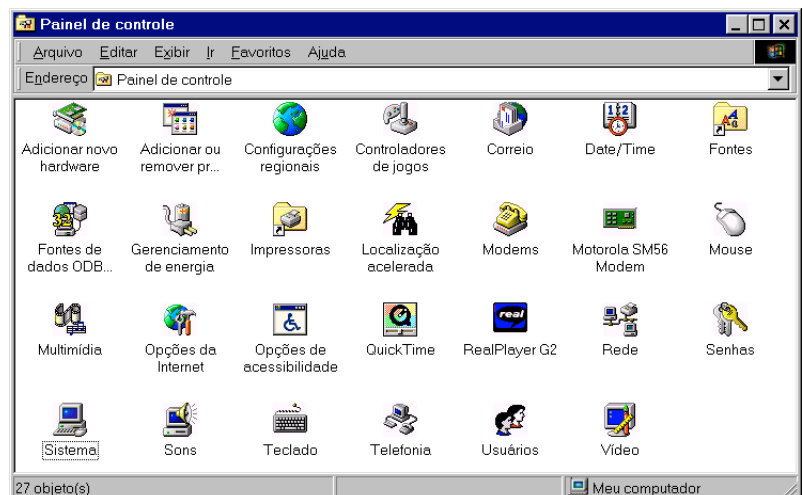 Painel de controle
Arquivo Editar Exibir Ir Favoritos Ajuda
Endereço Painel de controle
Adicionar novo hardware
Adicionar ou remover pr...
Configurações regionais
Controladores de jogos
Correio
Date/Time
Fontes
Fontes de dados ODB...
Gerenciamento de energia
Impressoras
Localização acelerada
Modems
Motorola SM56 Modem
Mouse
Multimídia
Opções da Internet
Opções de acessibilidade
QuickTime
real
RealPlayer G2
Rede
Senhas
Sistema
Sons
Teclado
Telefonia
Usuários
Vídeo
27 objeto(s)
Meu computador